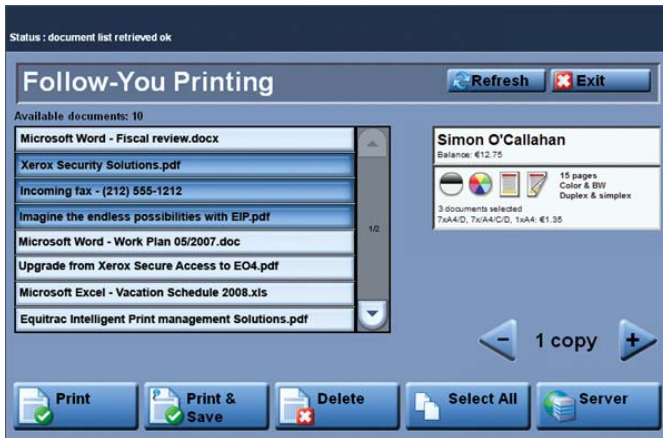 Status : document list retrieved ok
Follow-You Printing
Refresh
Exit
Available documents: 10
Microsoft Word - Fiscal review.docx
Xerox Security Solutions.pdf
Incoming fax - (212) 555-1212
Imagine the endless possibilities with EIP.pdf
Microsoft Word - Work Plan 05/2007.doc
Upgrade from Xerox Secure Access to EO4.pdf
Microsoft Excel - Vacation Schedule 2008.xls
Equitrac Intelligent Print management Solutions.pdf
1/2
Simon O'Callahan
Balance: €12.75
15 pages
Color & BW
Duplex & simplex
3 documents selected
7xA4/D, 7x/A4/C/D, 1xA4: €1.35
- 1 copy +
Print
Print &
Save
Delete
Select All
Server